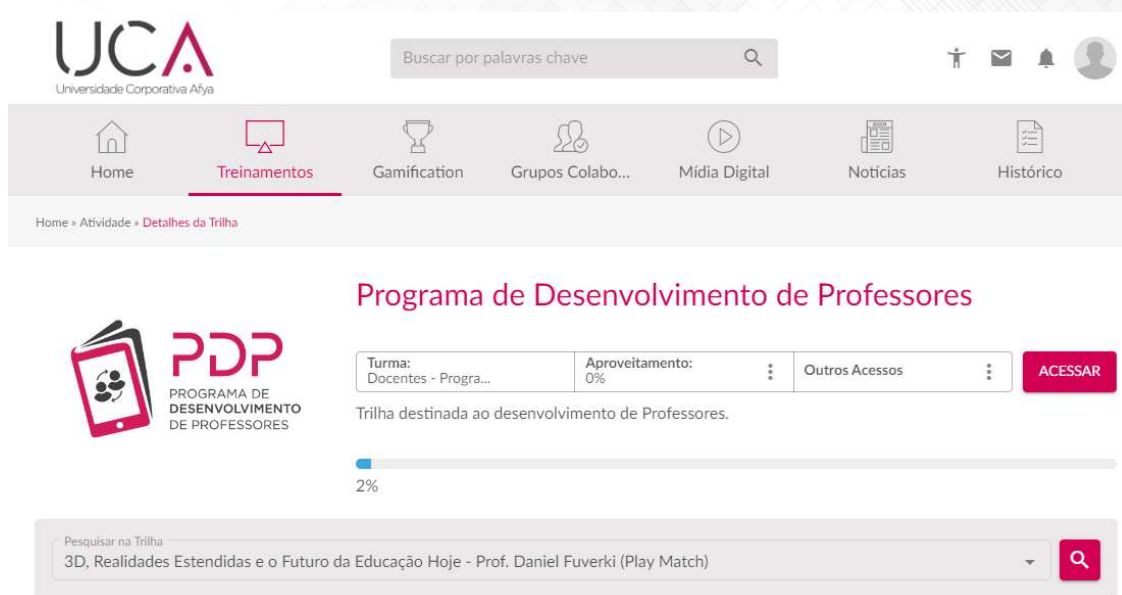 UCA
Universidade Corporativa Afya
Buscar por palavras chave
Home
Treinamentos
Gamification
Grupos Colabo...
Mídia Digital
Notícias
Histórico
Home » Atividade » Detalhes da Trilha
Programa de Desenvolvimento de Professores
PDP
PROGRAMA DE
DESENVOLVIMENTO
DE PROFESSORES
Turma:
Docentes - Progra...
Aproveitamento:
0%
Outros Acessos
ACESSAR
Trilha destinada ao desenvolvimento de Professores.
2%
Pesquisar na Trilha
3D, Realidades Estendidas e o Futuro da Educação Hoje - Prof. Daniel Fuverki (Play Match)